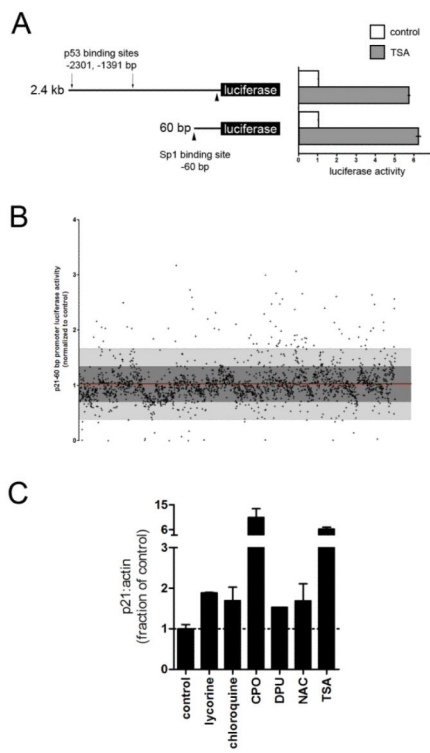 A
control
TSA
p53 binding sites
-2301, -1391 bp
2.4 kb
luciferase
60 bp
luciferase
Sp1 binding site
-60 bp
0 1 2 3 4 5 6
luciferase activity
B
p21-60 bp promoter luciferase activity
(normalized to control)
4
3
2
1
0
C
p21:actin
(fraction of control)
15
6
3
2
1
0
control
lycorine
chloroquine
CPO
DPU
NAC
TSA